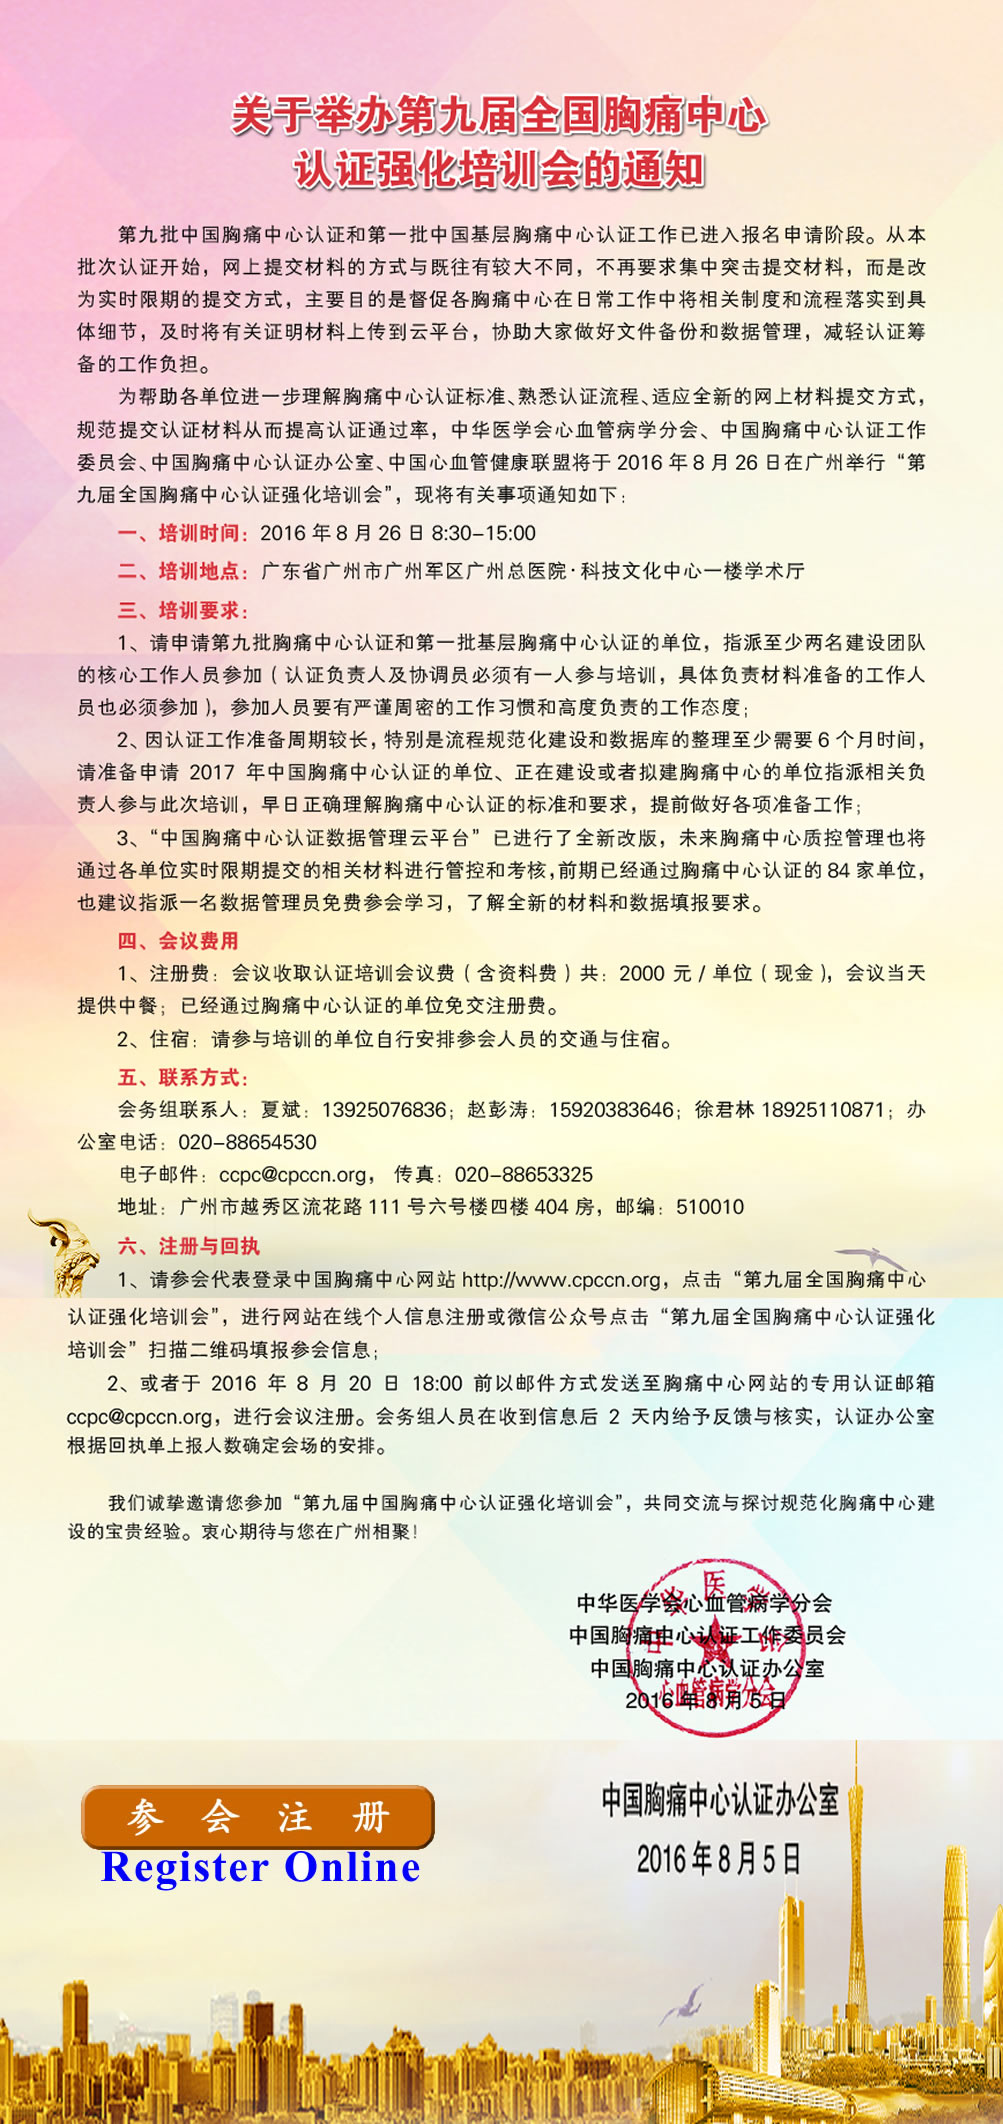 关于举办第九届全国胸痛中心
认证强化培训会的通知
第九批中国胸痛中心认证和第一批中国基层胸痛中心认证工作已进入报名申请阶段。从本
批次认证开始，网上提交材料的方式与既往有较大不同，不再要求集中突击提交材料，而是改
为实时限期的提交方式，主要目的是督促各胸痛中心在日常工作中将相关制度和流程落实到具
体细节，及时将有关证明材料上传到云平台，协助大家做好文件备份和数据管理，减轻认证筹
备的工作负担。
为帮助各单位进一步理解胸痛中心认证标准、熟悉认证流程、适应全新的网上材料提交方式，
规范提交认证材料从而提高认证通过率，中华医学会心血管病学分会、中国胸痛中心认证工作
委员会、中国胸痛中心认证办公室、中国心血管健康联盟将于 2016 年 8 月 26 日在广州举行“第
九届全国胸痛中心认证强化培训会”，现将有关事项通知如下：
一、培训时间：2016 年 8 月 26 日 8:30-15:00
二、培训地点：广东省广州市广州军区广州总医院·科技文化中心一楼学术厅
三、培训要求：
1、请申请第九批胸痛中心认证和第一批基层胸痛中心认证的单位，指派至少两名建设团队
的核心工作人员参加（认证负责人及协调员必须有一人参与培训，具体负责材料准备的工作人
员也必须参加），参加人员要有严谨周密的工作习惯和高度负责的工作态度；
2、因认证工作准备周期较长，特别是流程规范化建设和数据库的整理至少需要 6 个月时间，
请准备申请 2017 年中国胸痛中心认证的单位、正在建设或者拟建胸痛中心的单位指派相关负
责人参与此次培训，早日正确理解胸痛中心认证的标准和要求，提前做好各项准备工作；
3、“中国胸痛中心认证数据管理云平台”已进行了全新改版，未来胸痛中心质控管理也将
通过各单位实时限期提交的相关材料进行管控和考核，前期已经通过胸痛中心认证的 84 家单位，
也建议指派一名数据管理员免费参会学习，了解全新的材料和数据填报要求。
四、会议费用
1、注册费：会议收取认证培训会议费（含资料费）共：2000 元 / 单位（现金），会议当天
提供中餐；已经通过胸痛中心认证的单位免交注册费。
2、住宿：请参与培训的单位自行安排参会人员的交通与住宿。
五、联系方式：
会务组联系人：夏斌：13925076836；赵彭涛：15920383646；徐君林 18925110871；办
公室电话：020-88654530
电子邮件：ccpc@cpccn.org， 传真：020-88653325
地址：广州市越秀区流花路 111 号六号楼四楼 404 房，邮编：510010
六、注册与回执
1、请参会代表登录中国胸痛中心网站 http://www.cpccn.org，点击“第九届全国胸痛中心
认证强化培训会”，进行网站在线个人信息注册或微信公众号点击“第九届全国胸痛中心认证强化
培训会”扫描二维码填报参会信息；
2、或者于 2016 年 8 月 20 日 18:00 前以邮件方式发送至胸痛中心网站的专用认证邮箱
ccpc@cpccn.org，进行会议注册。会务组人员在收到信息后 2 天内给予反馈与核实，认证办公室
根据回执单上报人数确定会场的安排。
我们诚挚邀请您参加“第九届中国胸痛中心认证强化培训会”，共同交流与探讨规范化胸痛中心建
设的宝贵经验。衷心期待与您在广州相聚！
中华医学会心血管病学分会
中国胸痛中心认证工作委员会
中国胸痛中心认证办公室
2016 年 8 月 5 日
中华医学会
心血管病学分会
参会注册
Register Online
中国胸痛中心认证办公室
2016 年 8 月 5 日